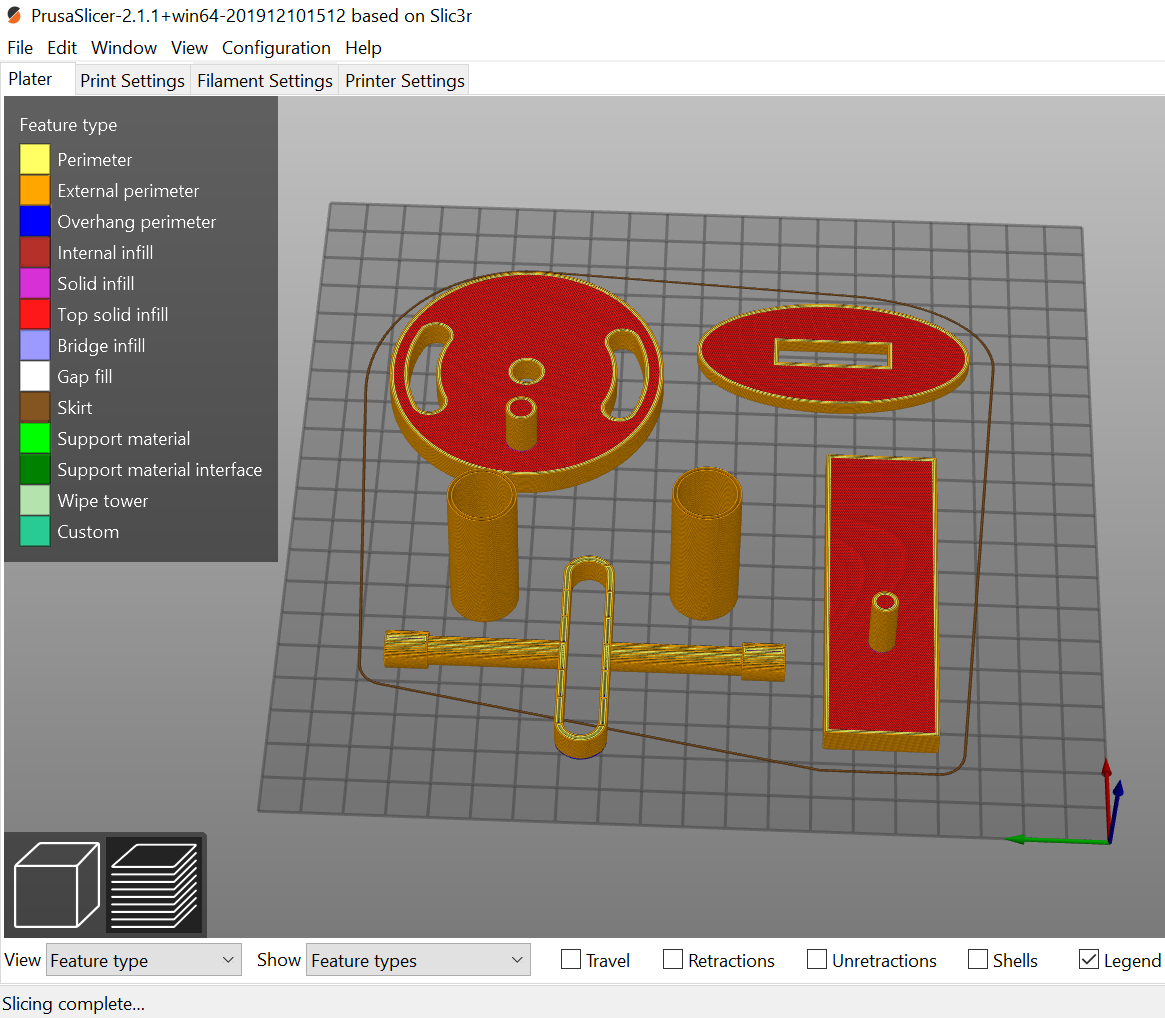 PrusaSlicer-2.1.1+win64-201912101512 based on Slic3r
File Edit Window View Configuration Help
Plater Print Settings Filament Settings Printer Settings
Feature type
Perimeter
External perimeter
Overhang perimeter
Internal infill
Solid infill
Top solid infill
Bridge infill
Gap fill
Skirt
Support material
Support material interface
Wipe tower
Custom
View Feature type Show Feature types Travel Retractions Unretractions Shells Legend
Slicing complete...